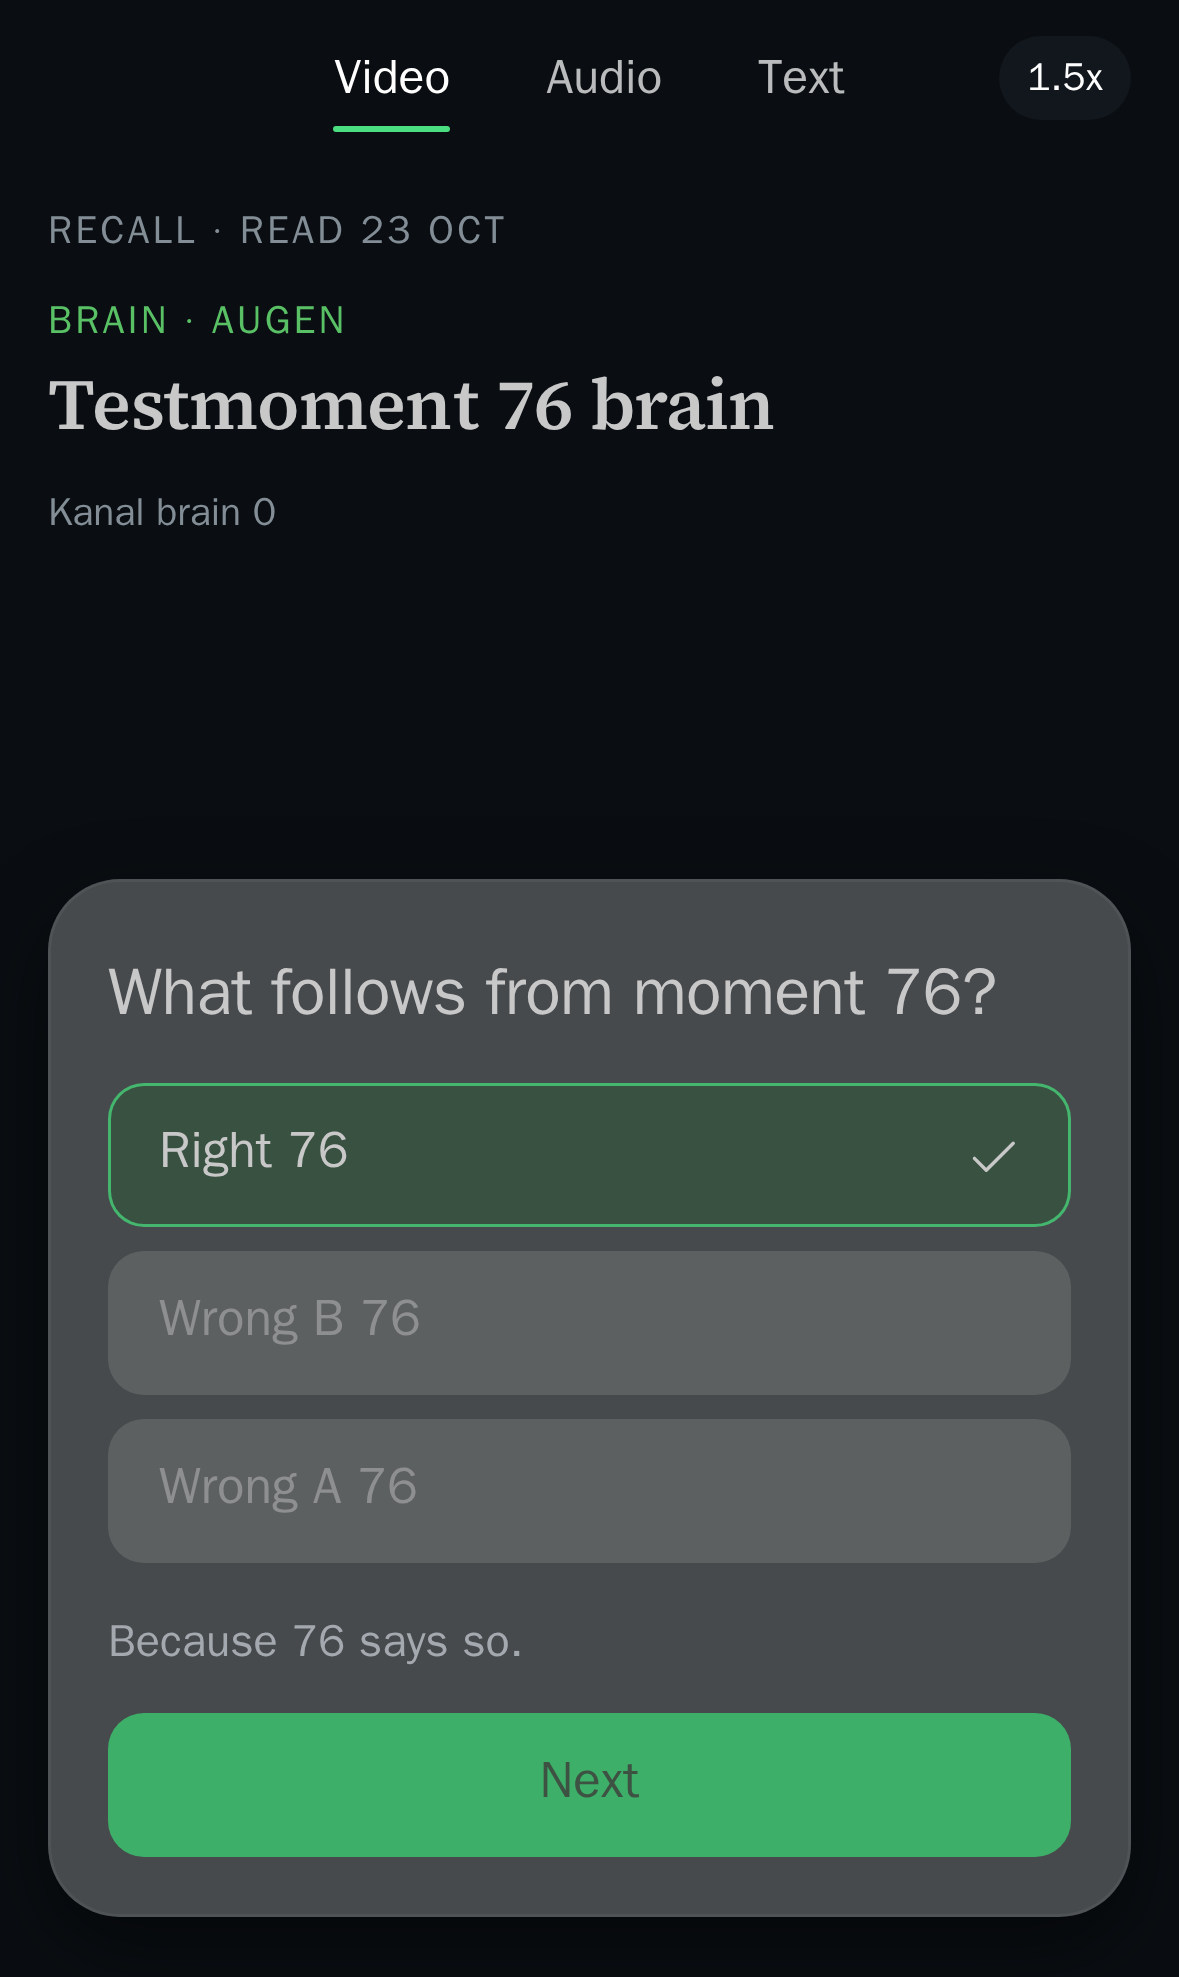 Video Audio Text 1.5x
RECALL · READ 23 OCT
BRAIN · AUGEN
Testmoment 76 brain
Kanal brain 0
What follows from moment 76?
Right 76
Wrong B 76
Wrong A 76
Because 76 says so.
Next